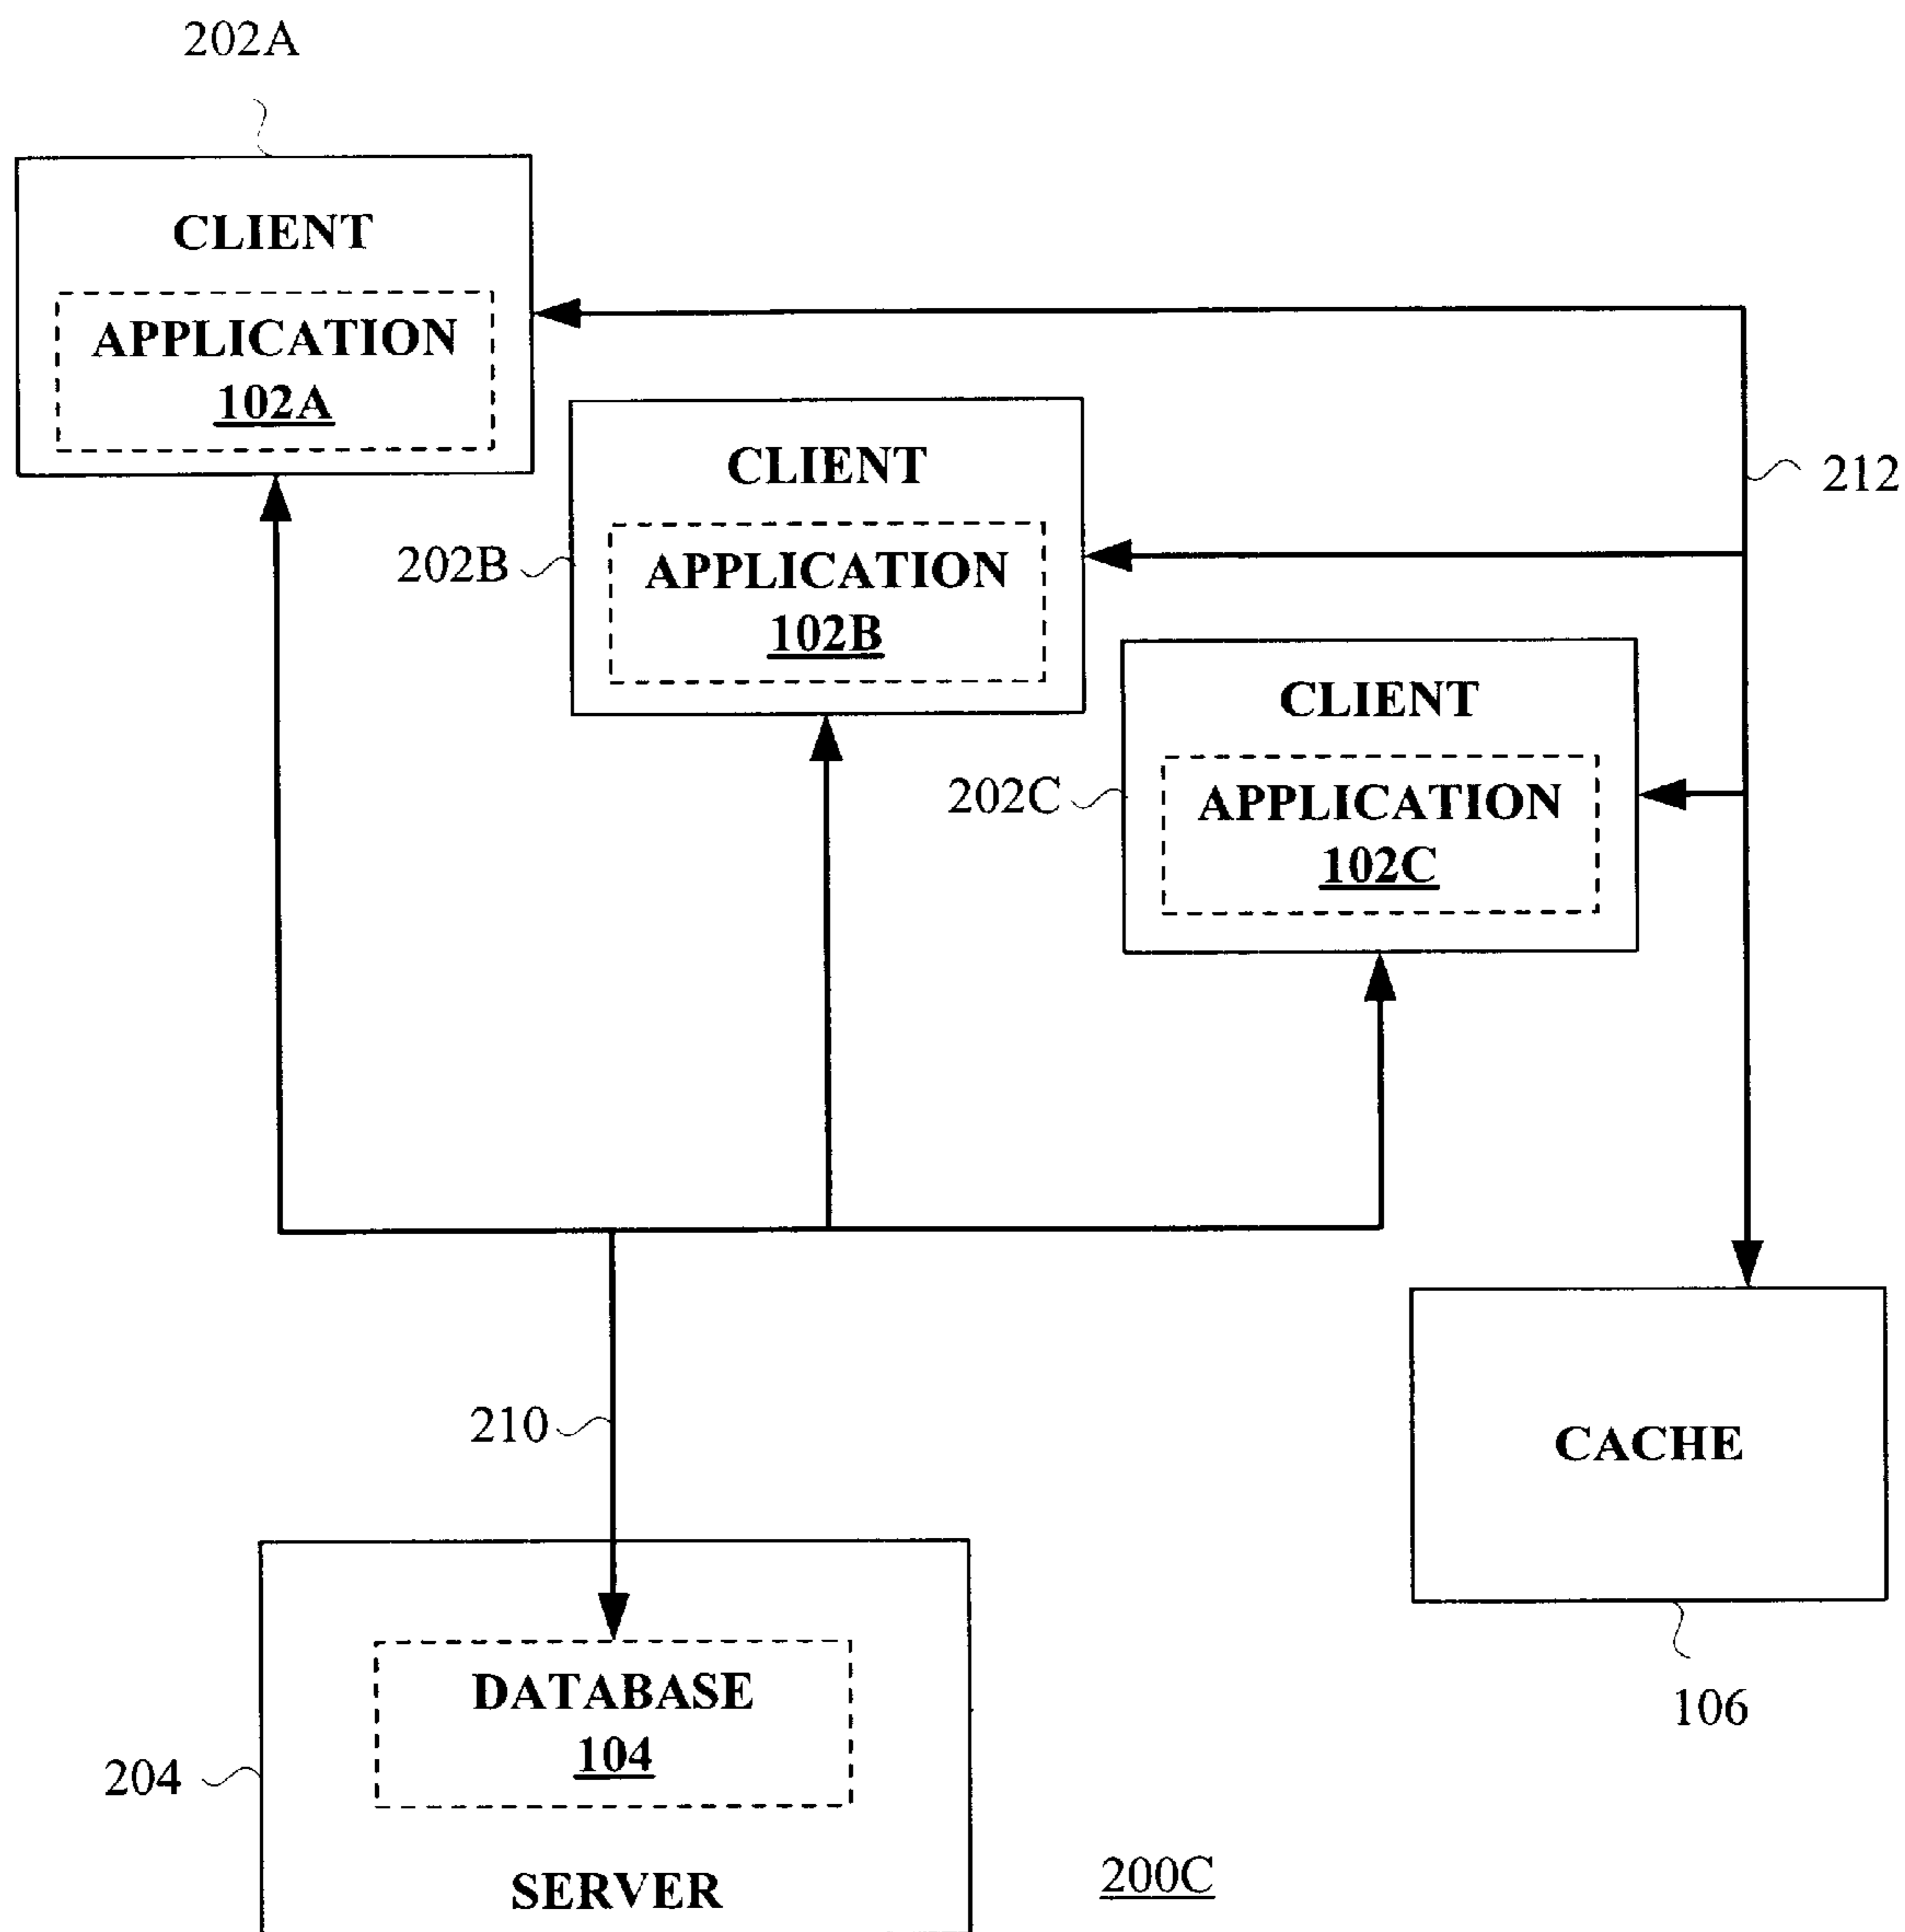 202A
CLIENT
APPLICATION
102A
CLIENT
212
202B
APPLICATION
102B
CLIENT
202C
APPLICATION
102C
210
CACHE
DATABASE
106
104
204
200C
SERVER